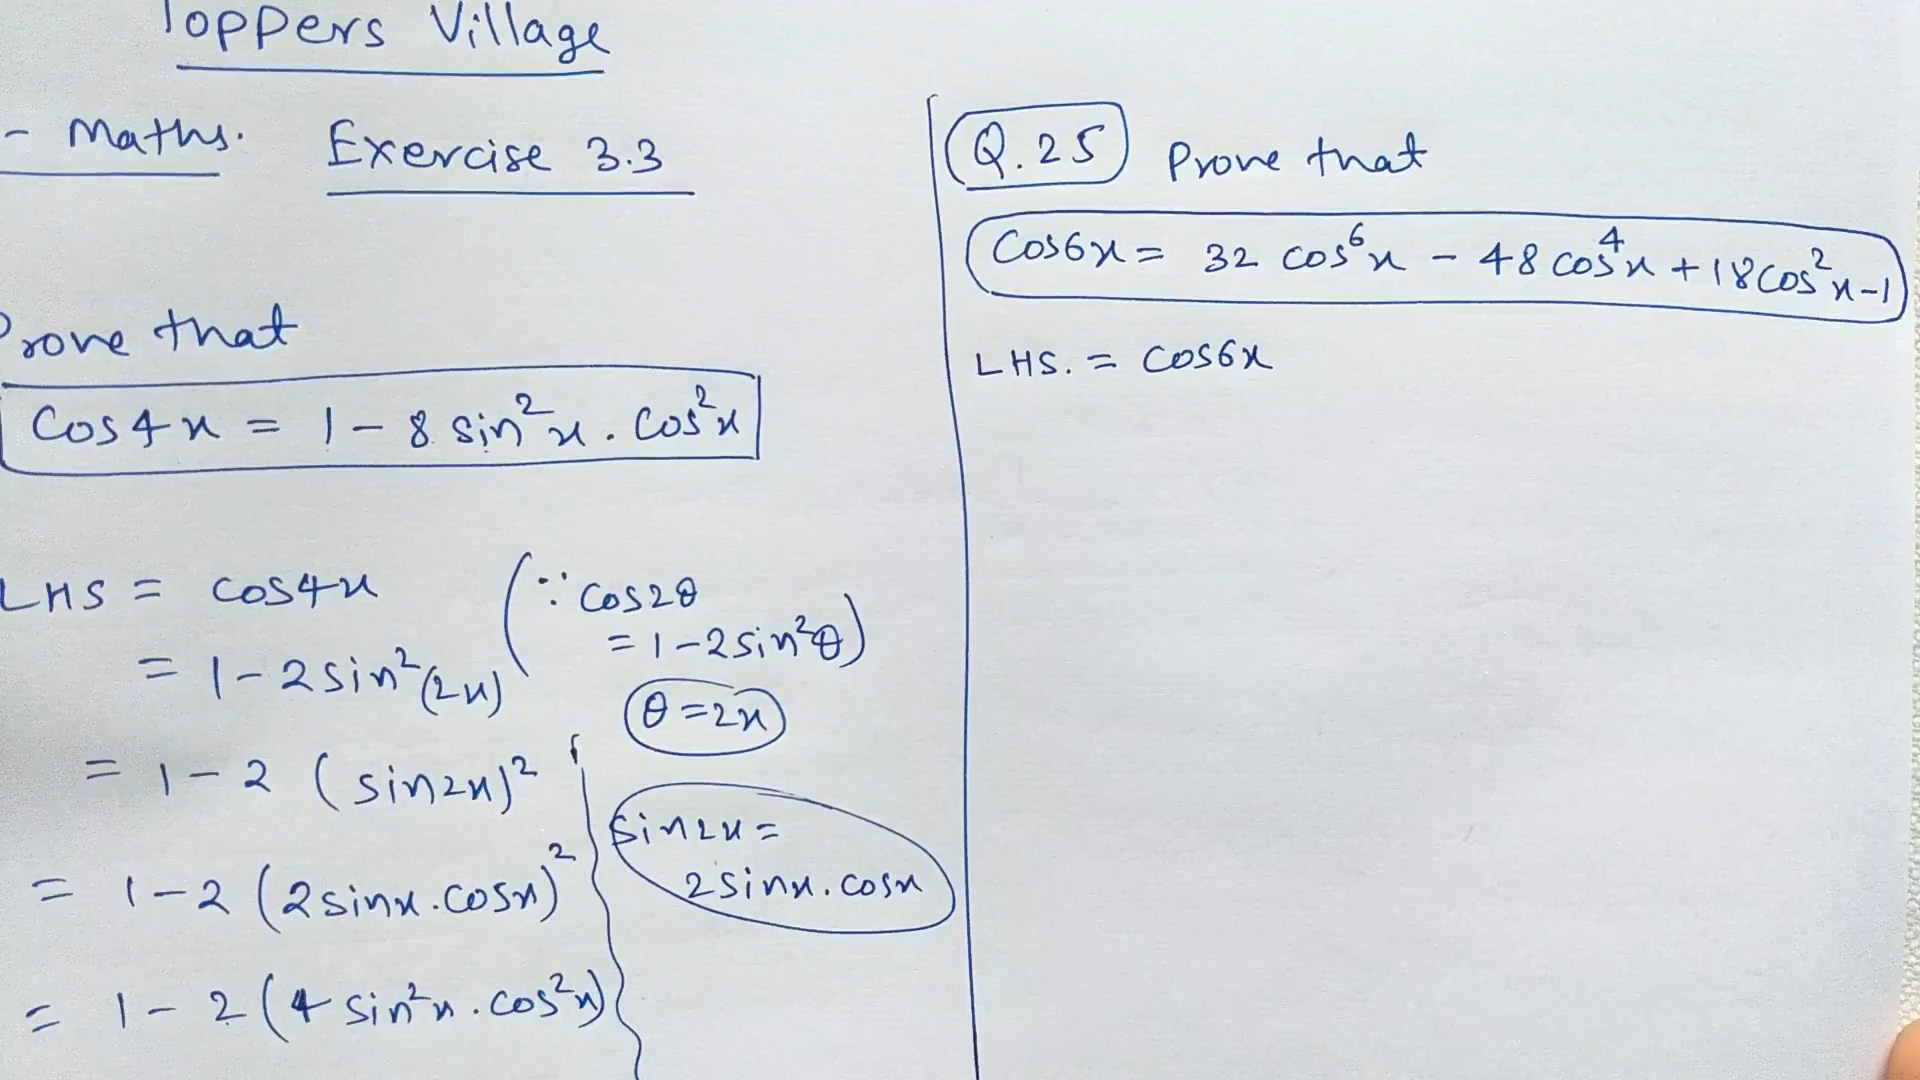 Toppers Village
- Maths. Exercise 3.3
Prove that
Cos4x = 1 - 8 sin²x . Cos²x
LHS = cos4x (∵ cos2θ
= 1-2sin²θ)
= 1-2sin²(2x)
θ=2x
= 1-2 (sin2x)²
sin2x =
2sinx.cosx
= 1-2 (2sinx.cosx)²
= 1- 2(4 sin²x.cos²x)
Q.25 Prove that
Cos6x = 32 cos⁶x - 48 cos⁴x + 18cos²x-1
LHS. = cos6x